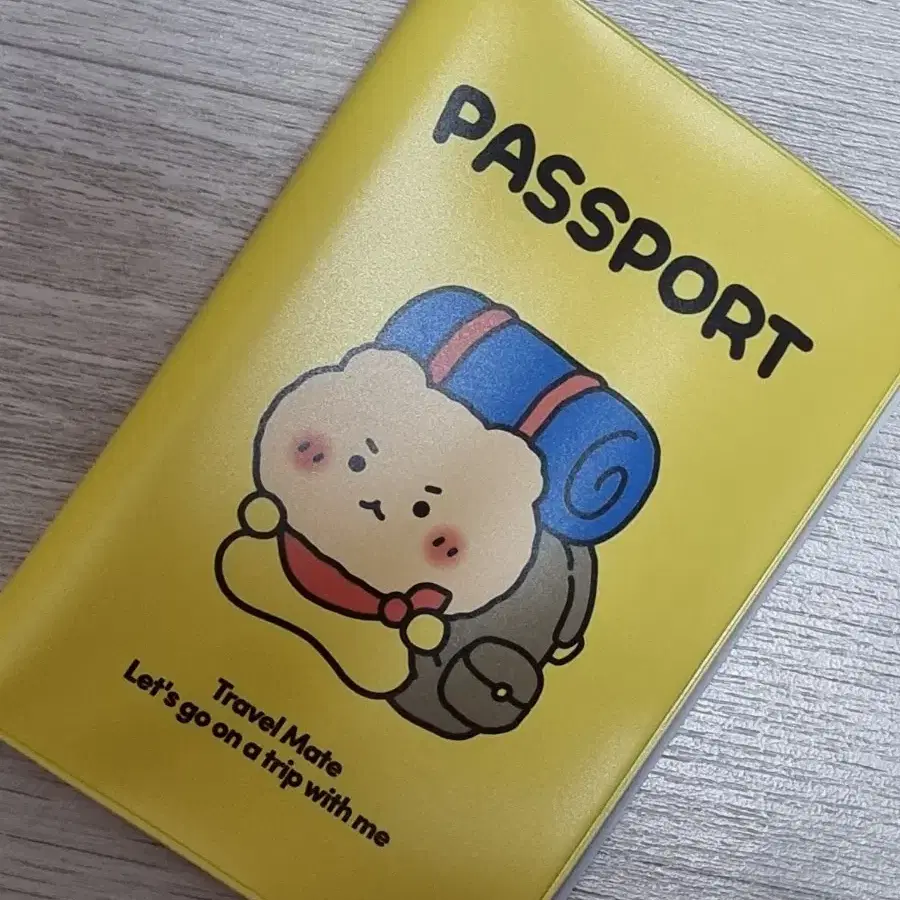 PASSPORT
Travel Mate
Let's go on a trip with me